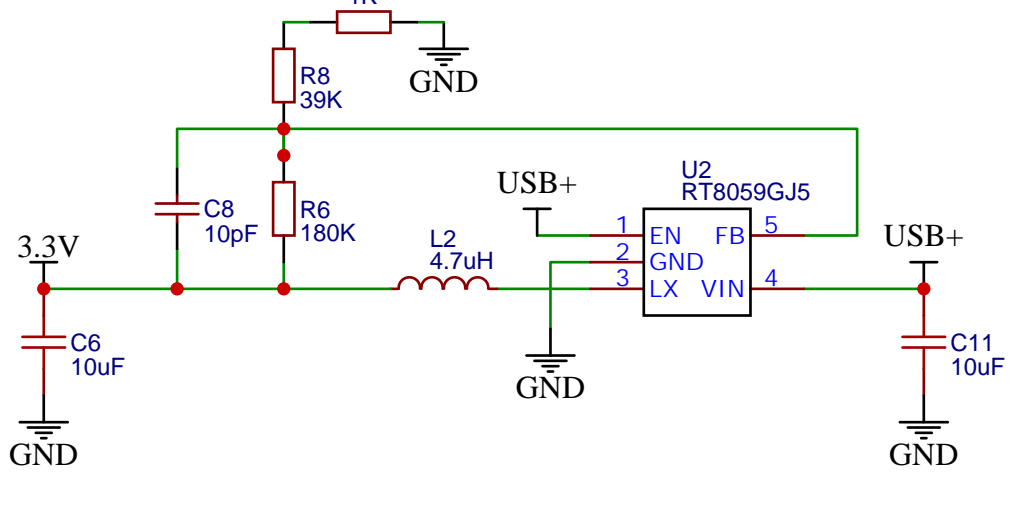 R8
39K
GND
U2
RT8059GJ5
USB+
C8
10pF
R6
180K
1
EN
FB
5
USB+
3.3V
L2
4.7uH
2
GND
3
LX
VIN
4
C6
10uF
C11
10uF
GND
GND
GND